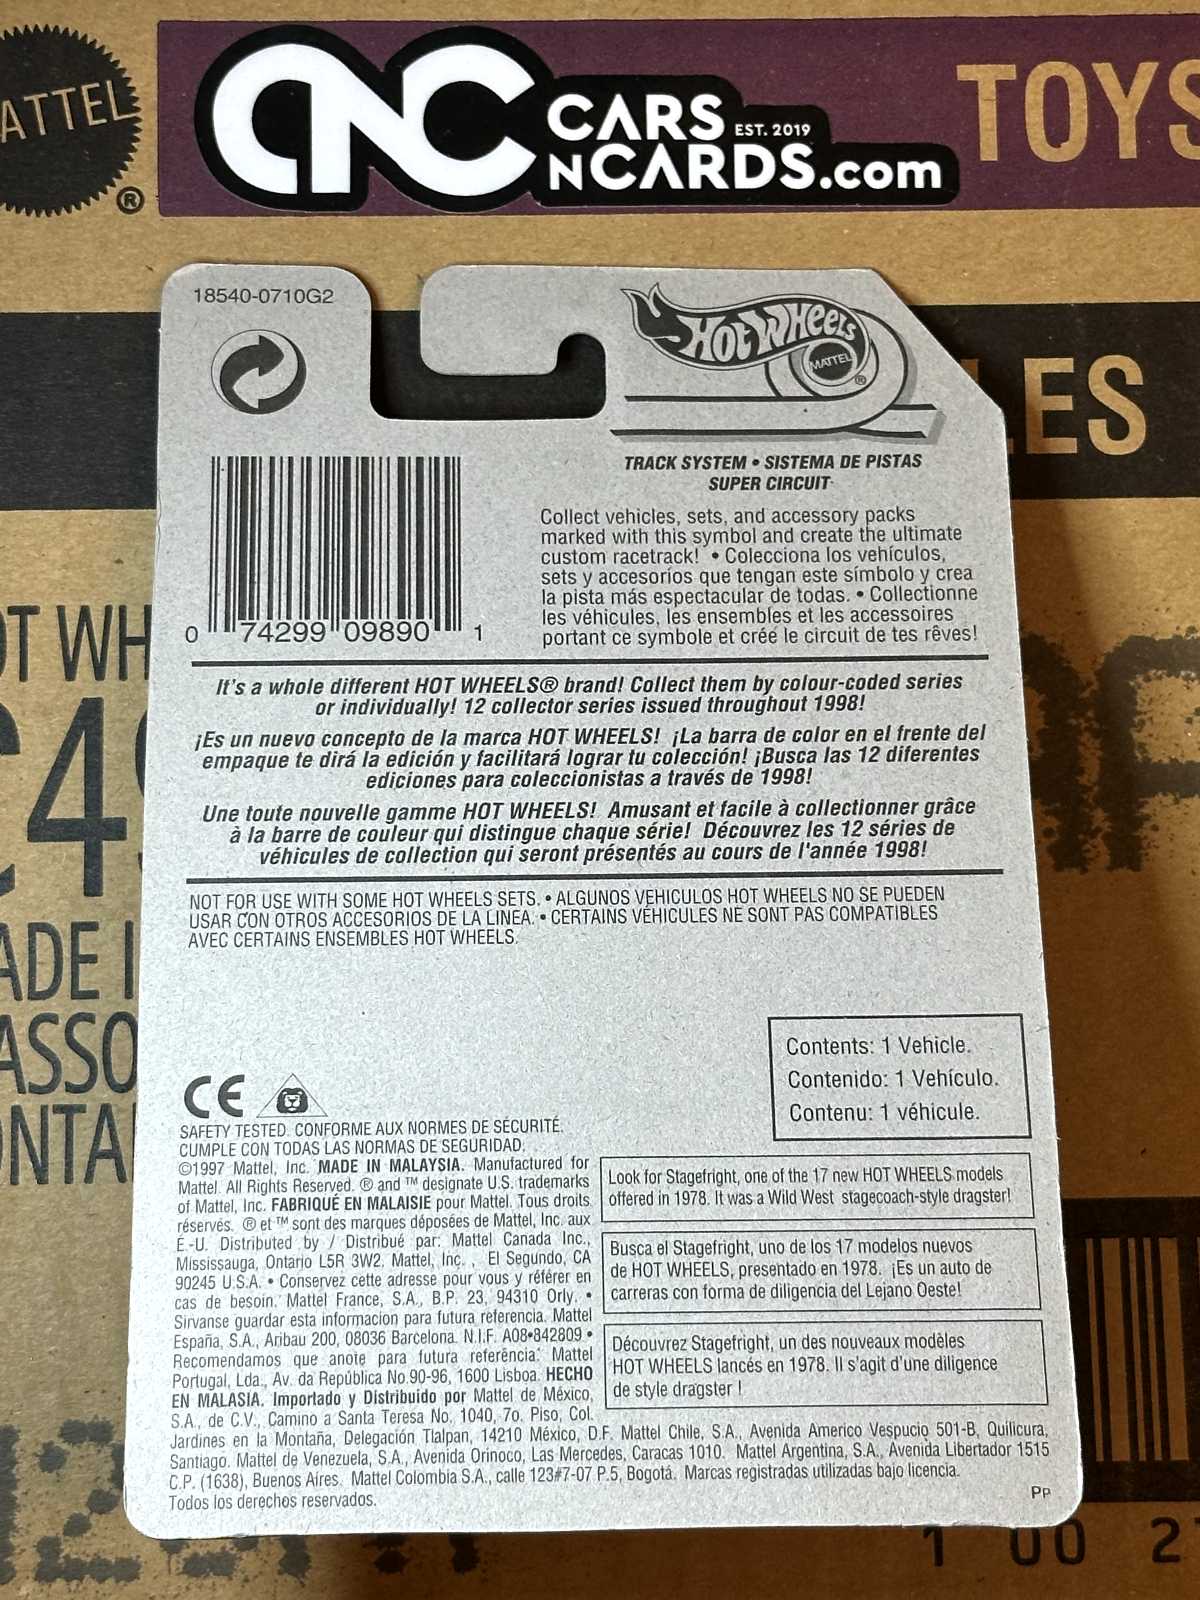 ATTEL
®
CNC
CARS
EST. 2019
NCARDS.com
TOYS
LES
18540-0710G2
Hot Wheels
MATTEL
®
TRACK SYSTEM • SISTEMA DE PISTAS
SUPER CIRCUIT
Collect vehicles, sets, and accessory packs
marked with this symbol and create the ultimate
custom racetrack! • Colecciona los vehículos,
sets y accesorios que tengan este símbolo y crea
la pista más espectacular de todas. • Collectionne
les véhicules, les ensembles et les accessoires
portant ce symbole et créé le circuit de tes rêves!
0 74299 09890 1
It's a whole different HOT WHEELS® brand! Collect them by colour-coded series
or individually! 12 collector series issued throughout 1998!
¡Es un nuevo concepto de la marca HOT WHEELS! ¡La barra de color en el frente del
empaque te dirá la edición y facilitará lograr tu colección! ¡Busca las 12 diferentes
ediciones para coleccionistas a través de 1998!
Une toute nouvelle gamme HOT WHEELS! Amusant et facile à collectionner grâce
à la barre de couleur qui distingue chaque série! Découvrez les 12 séries de
véhicules de collection qui seront présentés au cours de l'année 1998!
NOT FOR USE WITH SOME HOT WHEELS SETS. • ALGUNOS VEHICULOS HOT WHEELS NO SE PUEDEN
USAR CON OTROS ACCESORIOS DE LA LINEA. • CERTAINS VÉHICULES NE SONT PAS COMPATIBLES
AVEC CERTAINS ENSEMBLES HOT WHEELS.
Contents: 1 Vehicle.
Contenido: 1 Vehículo.
Contenu: 1 véhicule.
CE
SAFETY TESTED. CONFORME AUX NORMES DE SÉCURITÉ.
CUMPLE CON TODAS LAS NORMAS DE SEGURIDAD.
©1997 Mattel, Inc. MADE IN MALAYSIA. Manufactured for
Mattel. All Rights Reserved. ® and ™ designate U.S. trademarks
of Mattel, Inc. FABRIQUÉ EN MALAISIE pour Mattel. Tous droits
réservés. ® et ™ sont des marques déposées de Mattel, Inc. aux
É.-U. Distributed by / Distribué par: Mattel Canada Inc.,
Mississauga, Ontario L5R 3W2. Mattel, Inc. , El Segundo, CA
90245 U.S.A. • Conservez cette adresse pour vous y référer en
cas de besoin. Mattel France, S.A., B.P. 23, 94310 Orly. •
Sirvanse guardar esta informacion para futura referencia. Mattel
España, S.A., Aribau 200, 08036 Barcelona. N.I.F. A08•842809 •
Recomendamos que anote para futura referência: Mattel
Portugal, Lda., Av. da República No.90-96, 1600 Lisboa. HECHO
EN MALASIA. Importado y Distribuido por Mattel de México,
S.A., de C.V., Camino a Santa Teresa No. 1040, 7o. Piso, Col.
Jardines en la Montaña, Delegación Tlalpan, 14210 México, D.F. Mattel Chile, S.A., Avenida Americo Vespucio 501-B, Quilicura,
Santiago. Mattel de Venezuela, S.A., Avenida Orinoco, Las Mercedes, Caracas 1010. Mattel Argentina, S.A., Avenida Libertador 1515
C.P. (1638), Buenos Aires. Mattel Colombia S.A., calle 123#7-07 P.5, Bogotá. Marcas registradas utilizadas bajo licencia.
Todos los derechos reservados.
Look for Stagefright, one of the 17 new HOT WHEELS models
offered in 1978. It was a Wild West stagecoach-style dragster!
Busca el Stagefright, uno de los 17 modelos nuevos
de HOT WHEELS, presentado en 1978. ¡Es un auto de
carreras con forma de diligencia del Lejano Oeste!
Découvrez Stagefright, un des nouveaux modèles
HOT WHEELS lancés en 1978. Il s'agit d'une diligence
de style dragster !
PP
OT WH
C49
ADE I
ASSO
ONTA
1 00 2